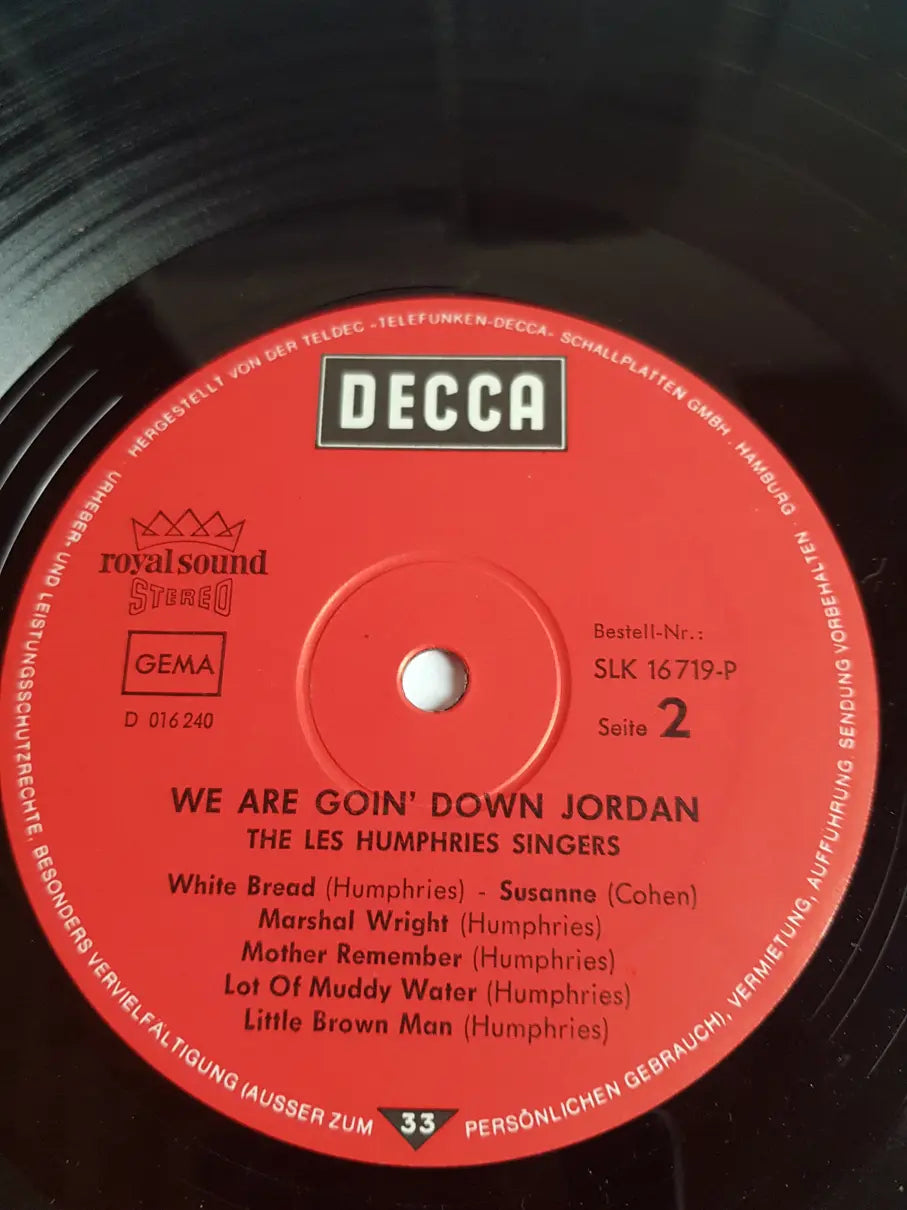 DECCA
HERGESTELLT VON DER TELDEC -TELEFUNKEN-DECCA- SCHALLPLATTEN GMBH · HAMBURG ·
URHEBER- UND LEISTUNGSSCHUTZRECHTE, BESONDERS VERVIELFÄLTIGUNG (AUSSER ZUM PERSÖNLICHEN GEBRAUCH), VERMIETUNG, AUFFÜHRUNG, SENDUNG VORBEHALTEN
royal sound
STEREO
GEMA
D 016 240
Bestell-Nr.:
SLK 16 719-P
Seite 2
WE ARE GOIN' DOWN JORDAN
THE LES HUMPHRIES SINGERS
White Bread (Humphries) - Susanne (Cohen)
Marshal Wright (Humphries)
Mother Remember (Humphries)
Lot Of Muddy Water (Humphries)
Little Brown Man (Humphries)
33